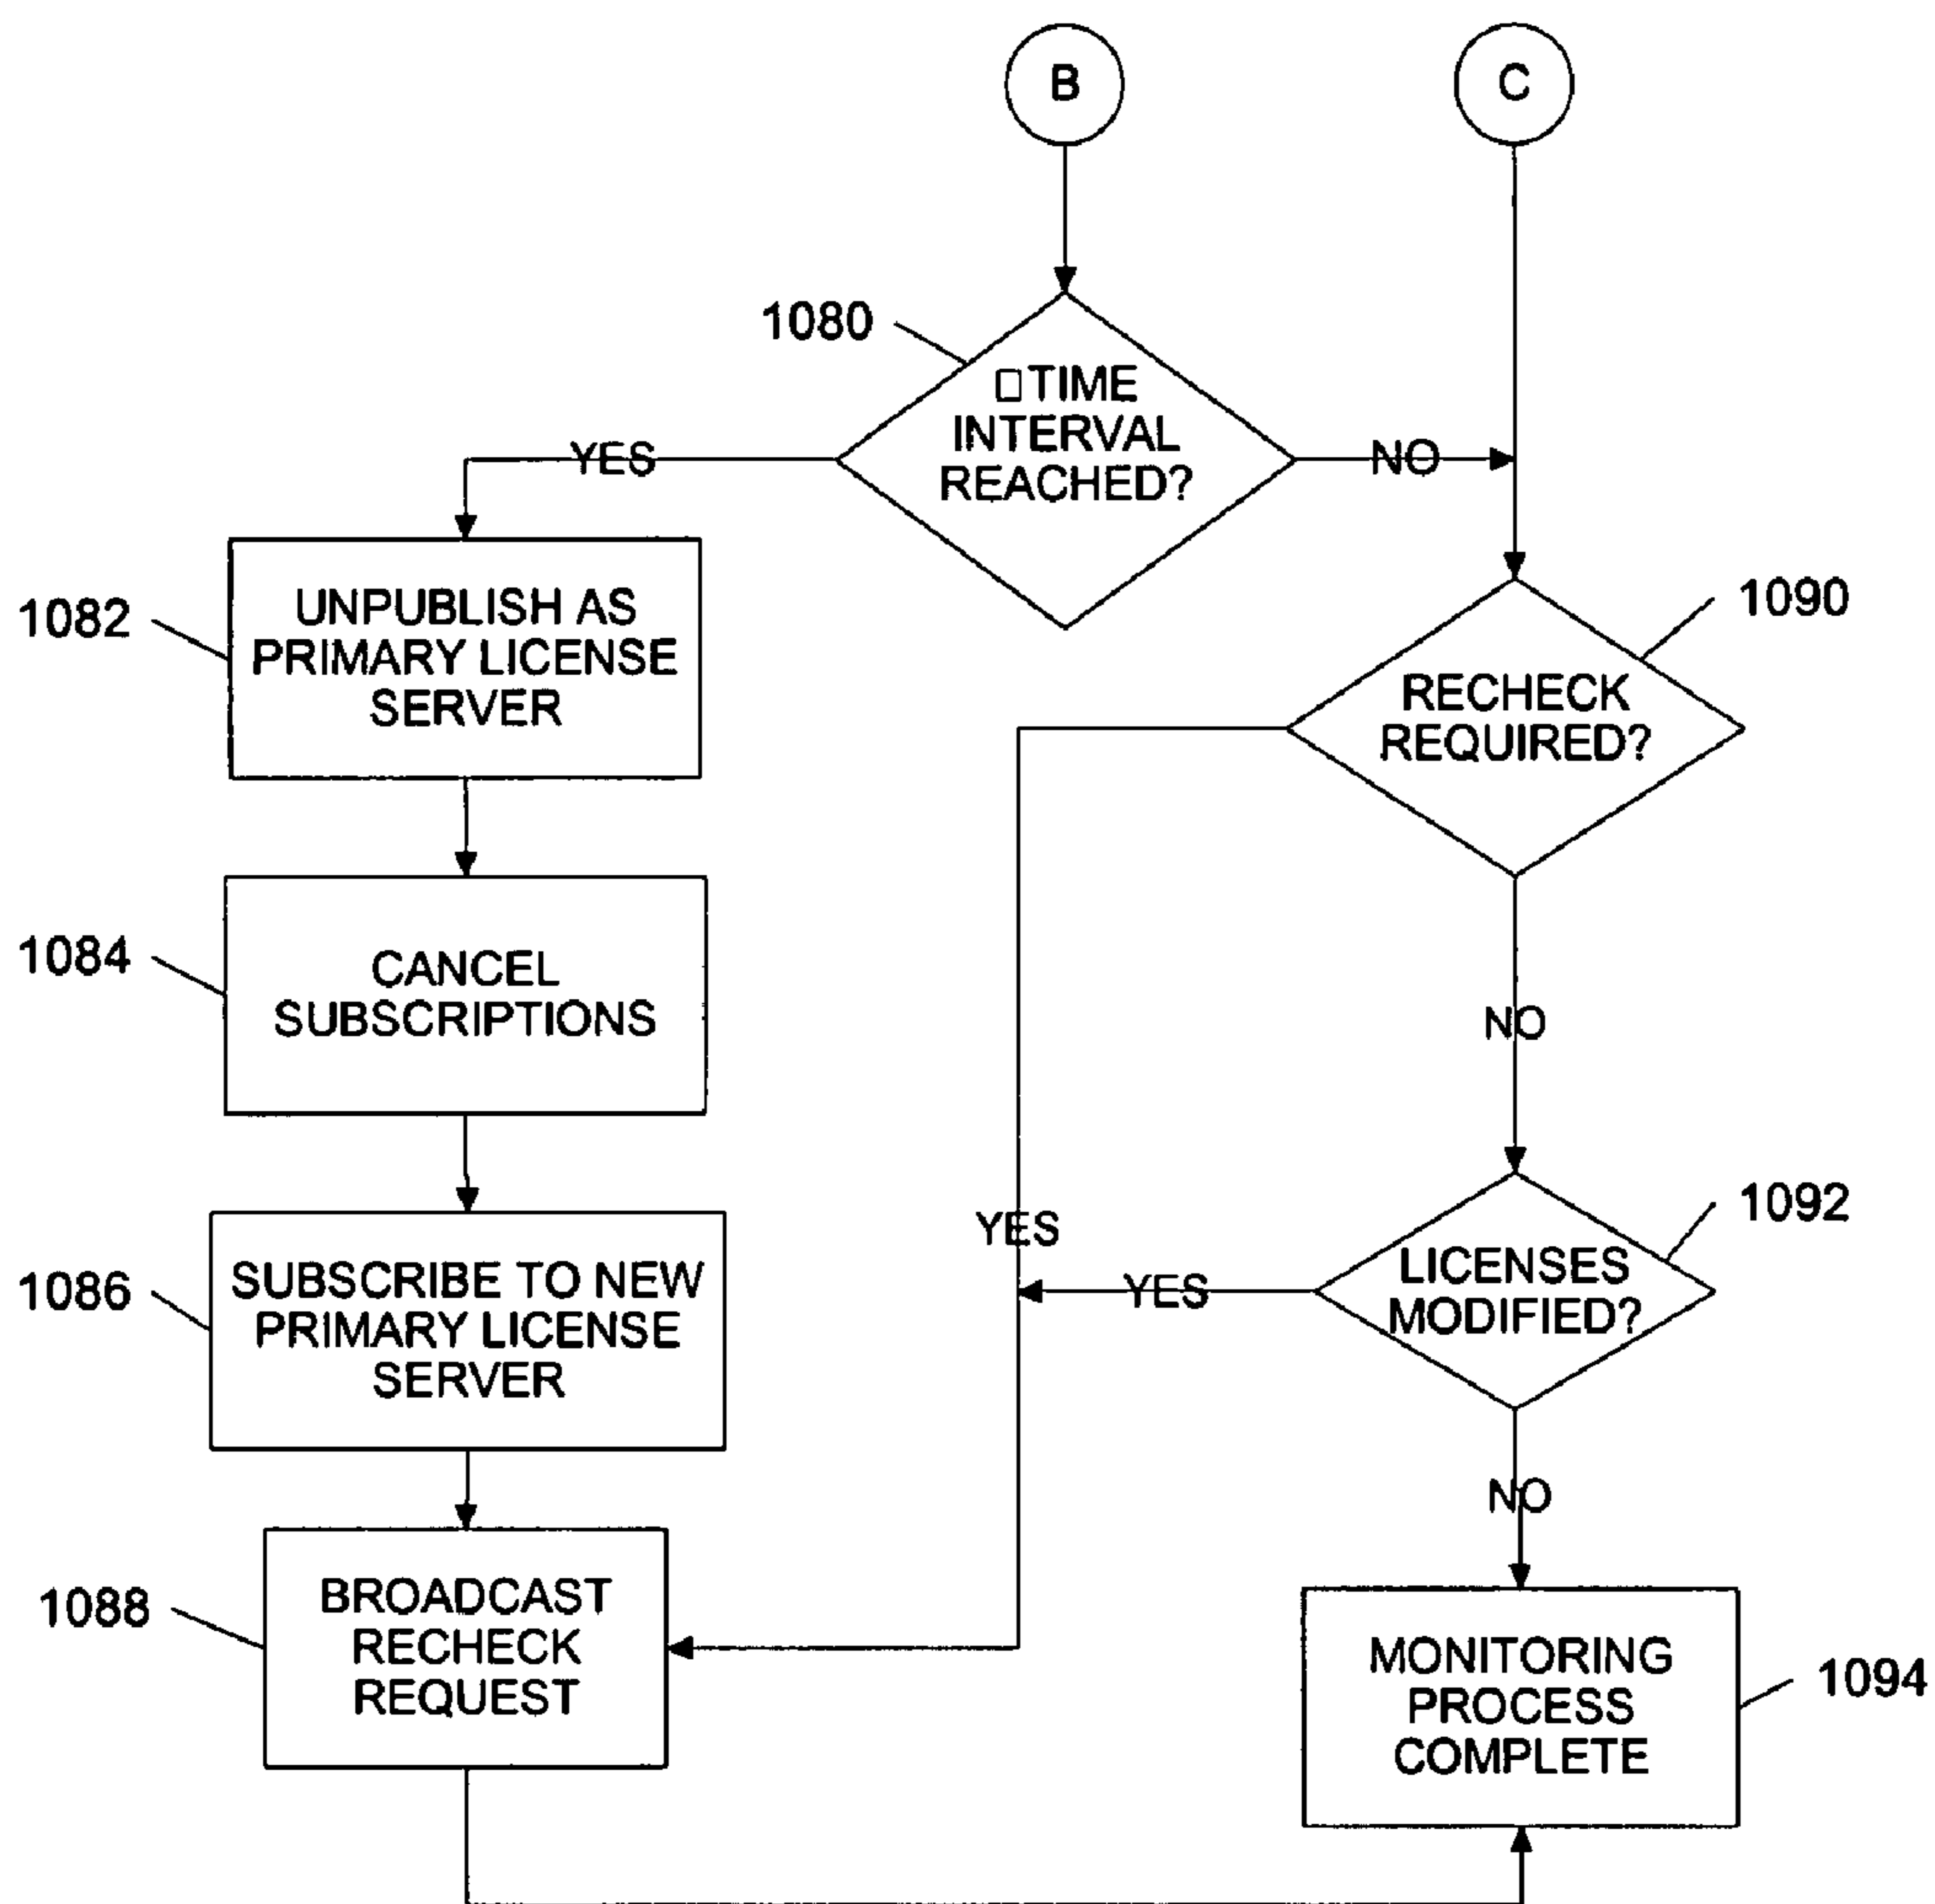 B
C
1080
□TIME
INTERVAL
REACHED?
YES
NO
1082
UNPUBLISH AS
PRIMARY LICENSE
SERVER
1090
RECHECK
REQUIRED?
1084
CANCEL
SUBSCRIPTIONS
NO
1092
YES
LICENSES
MODIFIED?
YES
1086
SUBSCRIBE TO NEW
PRIMARY LICENSE
SERVER
NO
1088
BROADCAST
RECHECK
REQUEST
MONITORING
PROCESS
COMPLETE
1094